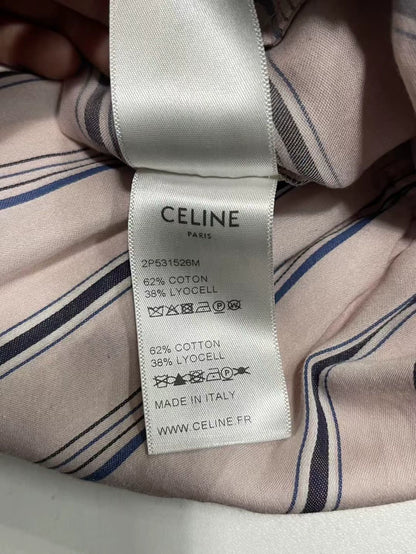 CELINE
PARIS
2P531526M
62% COTON
38% LYOCELL
62% COTTON
38% LYOCELL
MADE IN ITALY
WWW.CELINE.FR